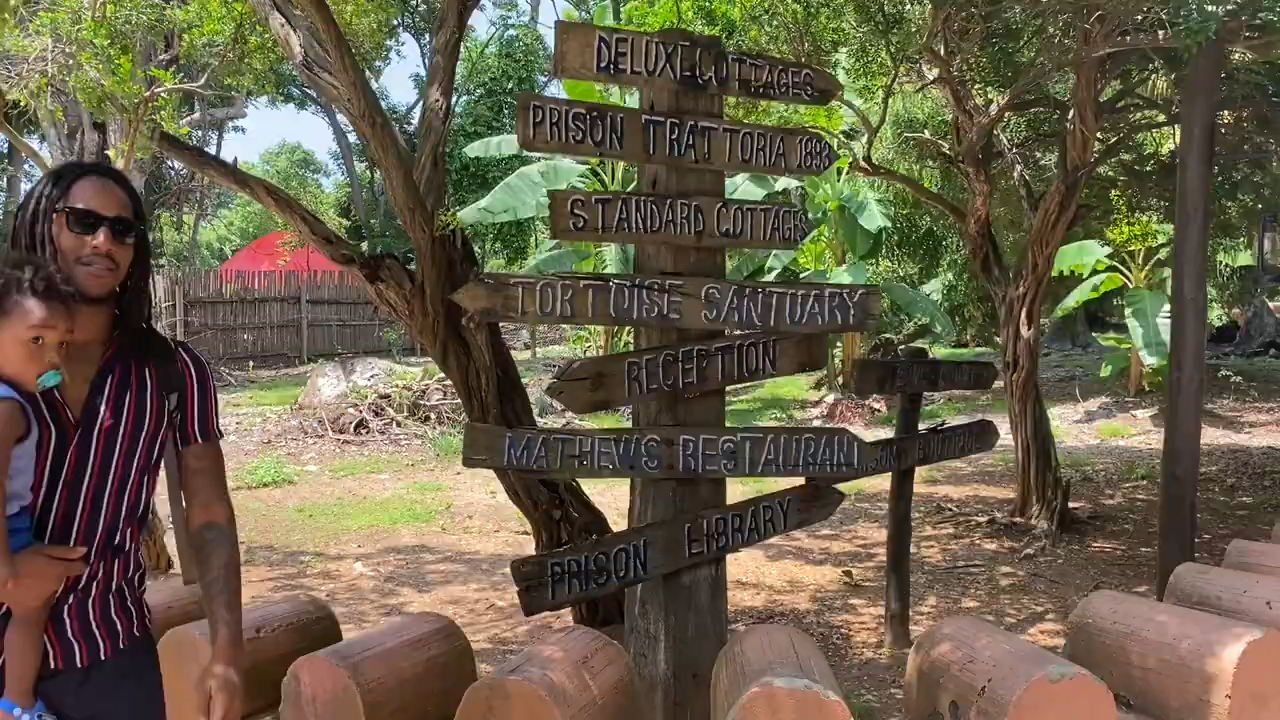 DELUXE COTTAGES
PRISON TRATTORIA 1893
STANDARD COTTAGES
TORTOISE SANTUARY
RECEPTION
MATHEWS RESTAURANT
PRISON LIBRARY